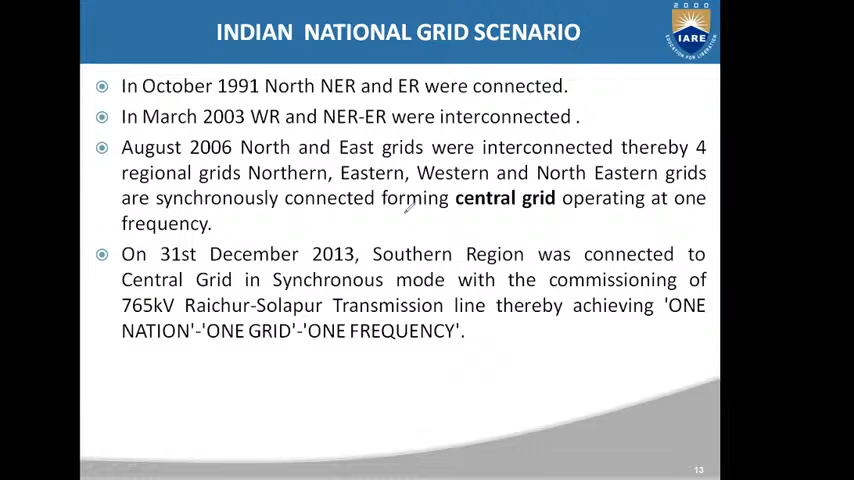 INDIAN NATIONAL GRID SCENARIO
2000
IARE
EDUCATION FOR LIBERATION
In October 1991 North NER and ER were connected.
In March 2003 WR and NER-ER were interconnected .
August 2006 North and East grids were interconnected thereby 4
regional grids Northern, Eastern, Western and North Eastern grids
are synchronously connected forming central grid operating at one
frequency.
On 31st December 2013, Southern Region was connected to
Central Grid in Synchronous mode with the commissioning of
765kV Raichur-Solapur Transmission line thereby achieving 'ONE
NATION'-'ONE GRID'-'ONE FREQUENCY'.
13